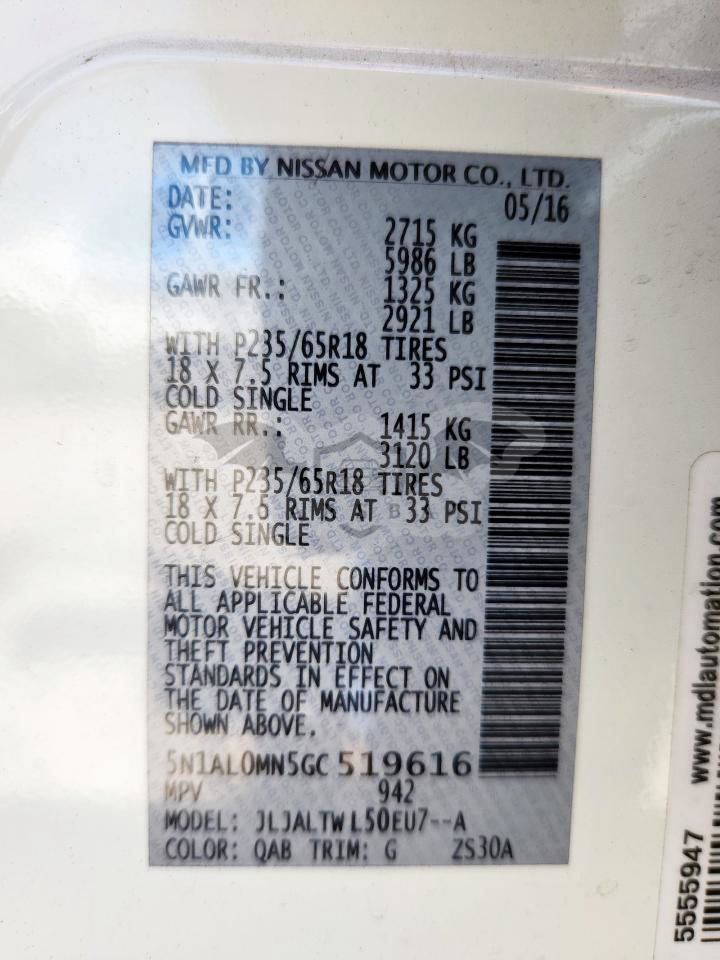 MFD BY NISSAN MOTOR CO., LTD.
DATE: 05/16
GVWR: 2715 KG
5986 LB
GAWR FR.: 1325 KG
2921 LB
WITH P235/65R18 TIRES
18 X 7.5 RIMS AT 33 PSI
COLD SINGLE
GAWR RR.: 1415 KG
3120 LB
WITH P235/65R18 TIRES
18 X 7.5 RIMS AT 33 PSI
COLD SINGLE
THIS VEHICLE CONFORMS TO
ALL APPLICABLE FEDERAL
MOTOR VEHICLE SAFETY AND
THEFT PREVENTION
STANDARDS IN EFFECT ON
THE DATE OF MANUFACTURE
SHOWN ABOVE.
5N1AL0MN5GC 519616
MPV 942
MODEL: JLJALTWL50EU7--A
COLOR: QAB TRIM: G ZS30A
www.mdlautomation.com
5555947